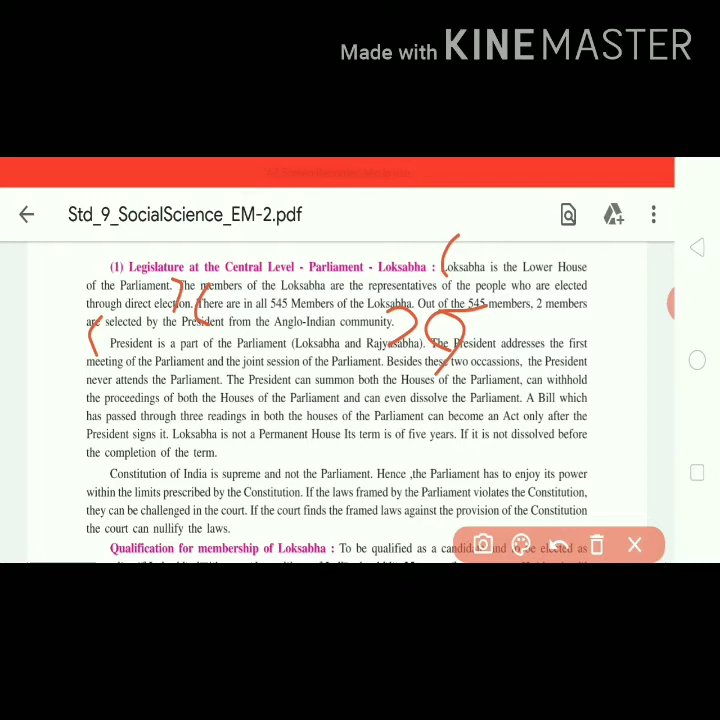 Made with KINEMASTER
Std_9_SocialScience_EM-2.pdf
(1) Legislature at the Central Level - Parliament - Loksabha : Loksabha is the Lower House
of the Parliament. The members of the Loksabha are the representatives of the people who are elected
through direct election. There are in all 545 Members of the Loksabha. Out of the 545 members, 2 members
are selected by the President from the Anglo-Indian community.
President is a part of the Parliament (Loksabha and Rajyasabha). The President addresses the first
meeting of the Parliament and the joint session of the Parliament. Besides these two occassions, the President
never attends the Parliament. The President can summon both the Houses of the Parliament, can withhold
the proceedings of both the Houses of the Parliament and can even dissolve the Parliament. A Bill which
has passed through three readings in both the houses of the Parliament can become an Act only after the
President signs it. Loksabha is not a Permanent House Its term is of five years. If it is not dissolved before
the completion of the term.
Constitution of India is supreme and not the Parliament. Hence ,the Parliament has to enjoy its power
within the limits prescribed by the Constitution. If the laws framed by the Parliament violates the Constitution,
they can be challenged in the court. If the court finds the framed laws against the provision of the Constitution
the court can nullify the laws.
Qualification for membership of Loksabha : To be qualified as a candidate and to be elected as